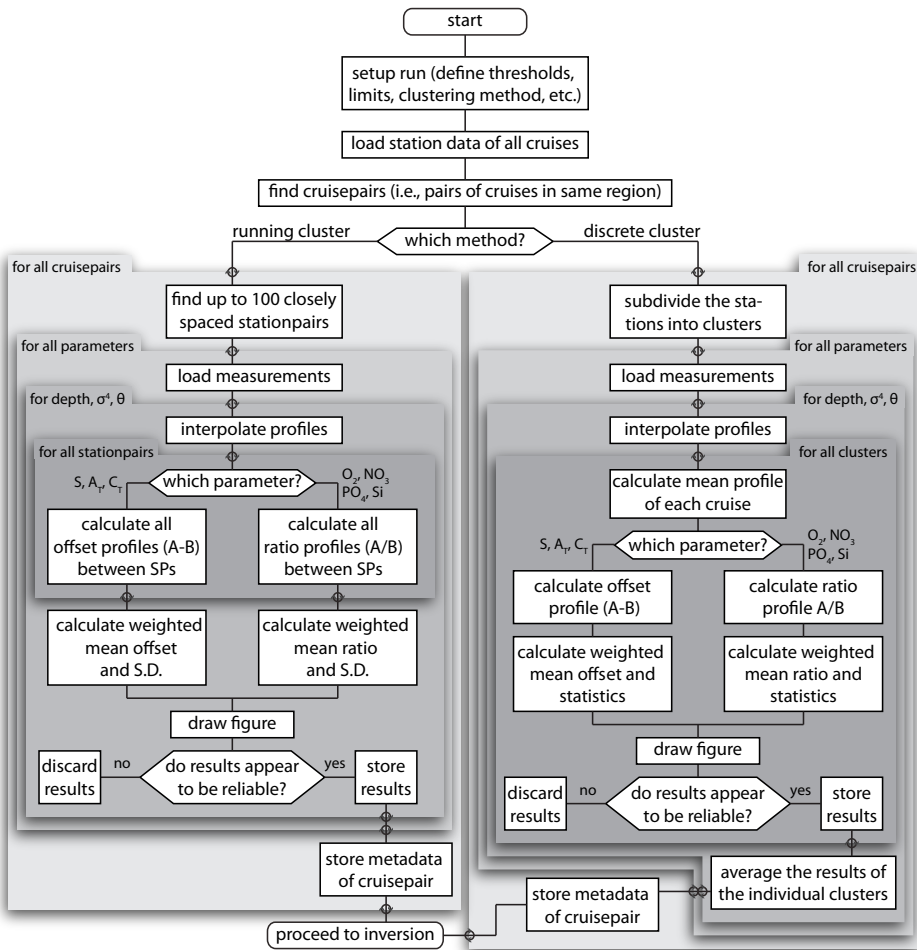 start
setup run (define thresholds,
limits, clustering method, etc.)
load station data of all cruises
find cruisepairs (i.e., pairs of cruises in same region)
running cluster
which method?
discrete cluster
for all cruisepairs
find up to 100 closely
spaced stationpairs
for all parameters
load measurements
for depth, σ⁴, θ
interpolate profiles
for all stationpairs
S, A_T, C_T
which parameter?
O₂, NO₃
PO₄, Si
calculate all
offset profiles (A-B)
between SPs
calculate all
ratio profiles (A/B)
between SPs
calculate weighted
mean offset
and S.D.
calculate weighted
mean ratio
and S.D.
draw figure
discard
results
no
do results appear
to be reliable?
yes
store
results
store metadata
of cruisepair
proceed to inversion
for all cruisepairs
subdivide the sta-
tions into clusters
for all parameters
load measurements
for depth, σ⁴, θ
interpolate profiles
for all clusters
calculate mean profile
of each cruise
S, A_T, C_T
which parameter?
O₂, NO₃
PO₄, Si
calculate offset
profile (A-B)
calculate ratio
profile A/B
calculate weighted
mean offset and
statistics
calculate weighted
mean ratio and
statistics
draw figure
discard
results
no
do results appear
to be reliable?
yes
store
results
average the results of
the individual clusters
store metadata
of cruisepair